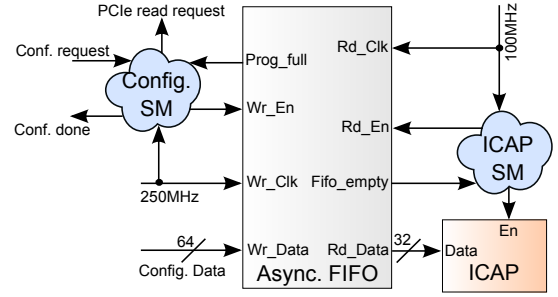 PCIe read request
Conf. request
Config.
SM
Conf. done
250MHz
64
Config. Data
Prog_full
Wr_En
Wr_Clk
Wr_Data
Rd_Clk
Rd_En
Fifo_empty
Rd_Data
Async. FIFO
32
100MHz
ICAP
SM
En
Data
ICAP